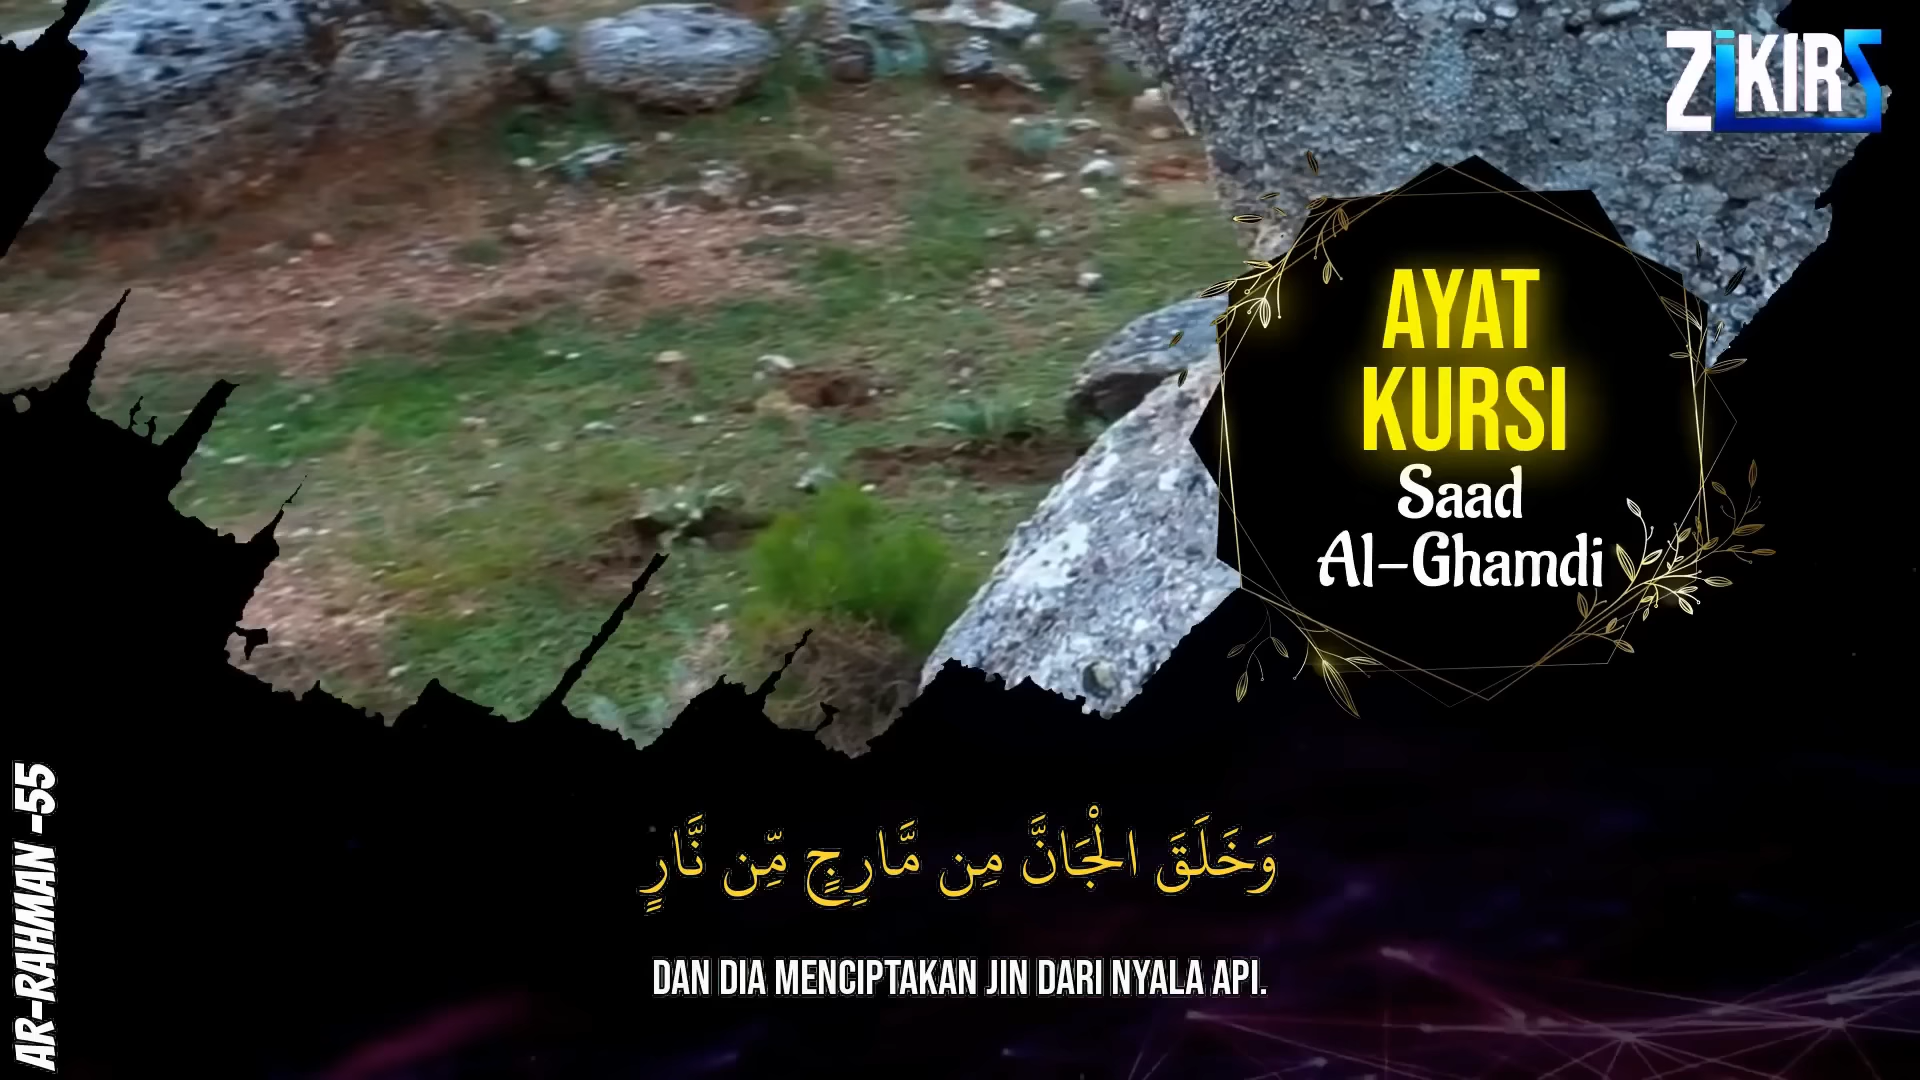 ZiKIRS
AYAT
KURSI
Saad
Al-Ghamdi
AR-RAHMAN -55
وَخَلَقَ الْجَانَّ مِن مَّارِجٍ مِّن نَّارٍ
DAN DIA MENCIPTAKAN JIN DARI NYALA API.